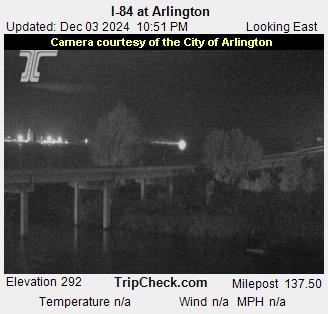 I-84 at Arlington
Updated: Dec 03 2024 10:51 PM Looking East
Camera courtesy of the City of Arlington
Elevation 292 TripCheck.com Milepost 137.50
Temperature n/a Wind n/a MPH n/a